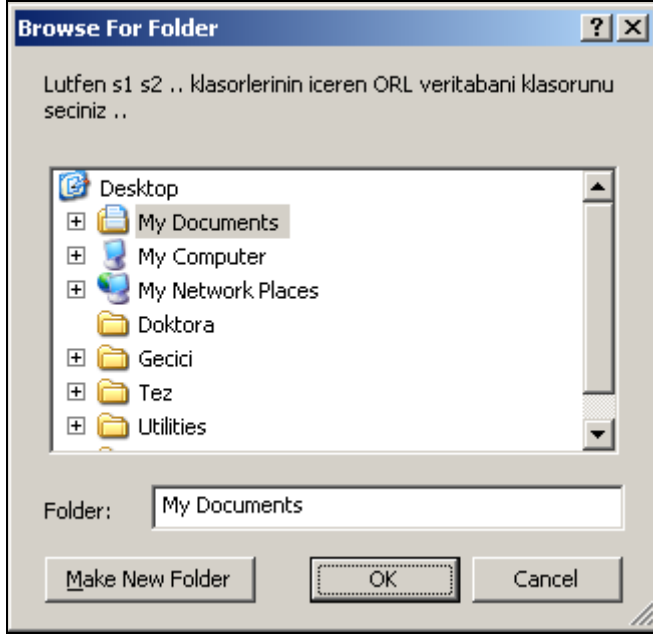 Browse For Folder
Lutfen s1 s2 .. klasorlerinin iceren ORL veritabani klasorunu
seciniz ..
Desktop
My Documents
My Computer
My Network Places
Doktora
Gecici
Tez
Utilities
Folder: My Documents
Make New Folder OK Cancel